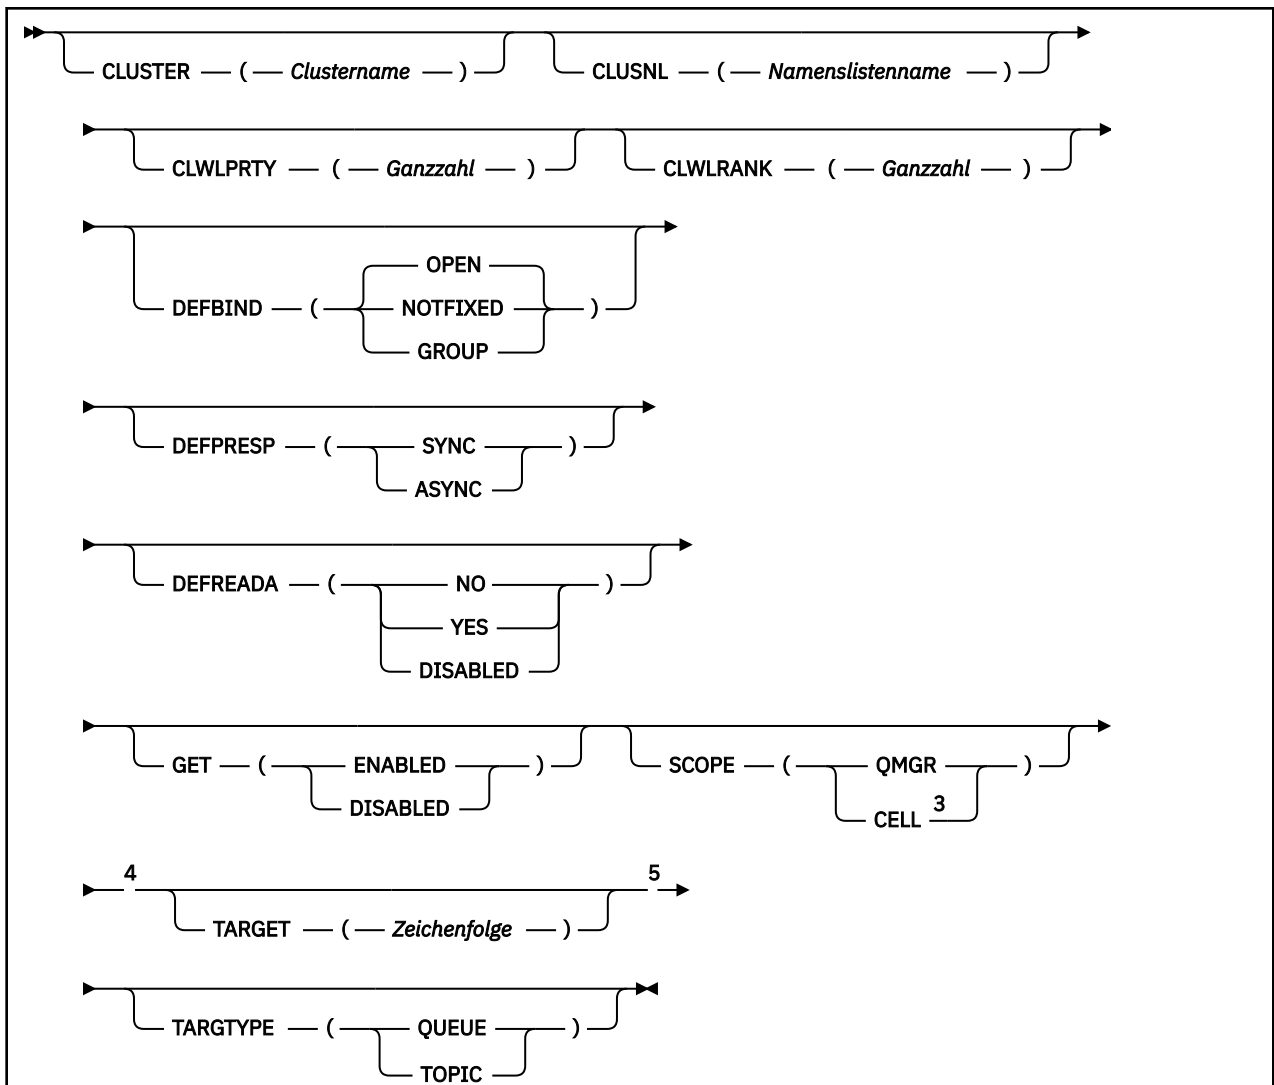 CLUSTER ( Clustername ) CLUSNL ( Namenslistenname )
CLWLPRTY ( Ganzzahl ) CLWLRANK ( Ganzzahl )
OPEN
DEFBIND ( NOTFIXED )
GROUP
DEFPRESP ( SYNC )
ASYNC
DEFREADA ( NO )
YES
DISABLED
GET ( ENABLED ) SCOPE ( QMGR )
DISABLED CELL 3
4 5
TARGET ( Zeichenfolge )
TARGTYPE ( QUEUE )
TOPIC